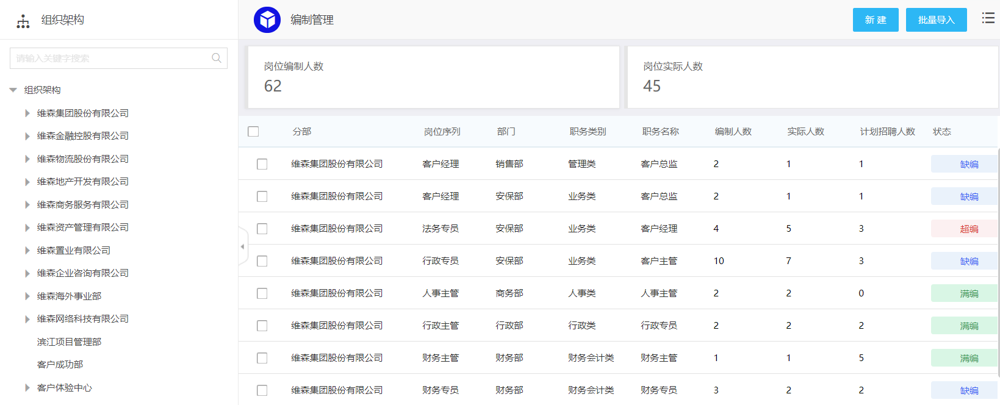 组织架构
请输入关键字搜索
组织架构
维森集团股份有限公司
维森金融控股有限公司
维森物流股份有限公司
维森地产开发有限公司
维森商务服务有限公司
维森资产管理有限公司
维森置业有限公司
维森企业咨询有限公司
维森海外事业部
维森网络科技有限公司
滨江项目管理部
客户成功部
客户体验中心
编制管理 新 建 批量导入
岗位编制人数
62
岗位实际人数
45
分部 岗位序列 部门 职务类别 职务名称 编制人数 实际人数 计划招聘人数 状态
维森集团股份有限公司 客户经理 销售部 管理类 客户总监 2 1 1 缺编
维森集团股份有限公司 客户经理 安保部 业务类 客户总监 2 1 1 缺编
维森集团股份有限公司 法务专员 安保部 业务类 客户经理 4 5 3 超编
维森集团股份有限公司 行政专员 安保部 业务类 客户主管 10 7 3 缺编
维森集团股份有限公司 人事主管 商务部 人事类 人事主管 2 2 0 满编
维森集团股份有限公司 行政主管 行政部 行政类 行政专员 2 2 2 满编
维森集团股份有限公司 财务主管 财务部 财务会计类 财务主管 1 1 5 满编
维森集团股份有限公司 财务专员 财务部 财务会计类 财务专员 3 2 2 缺编